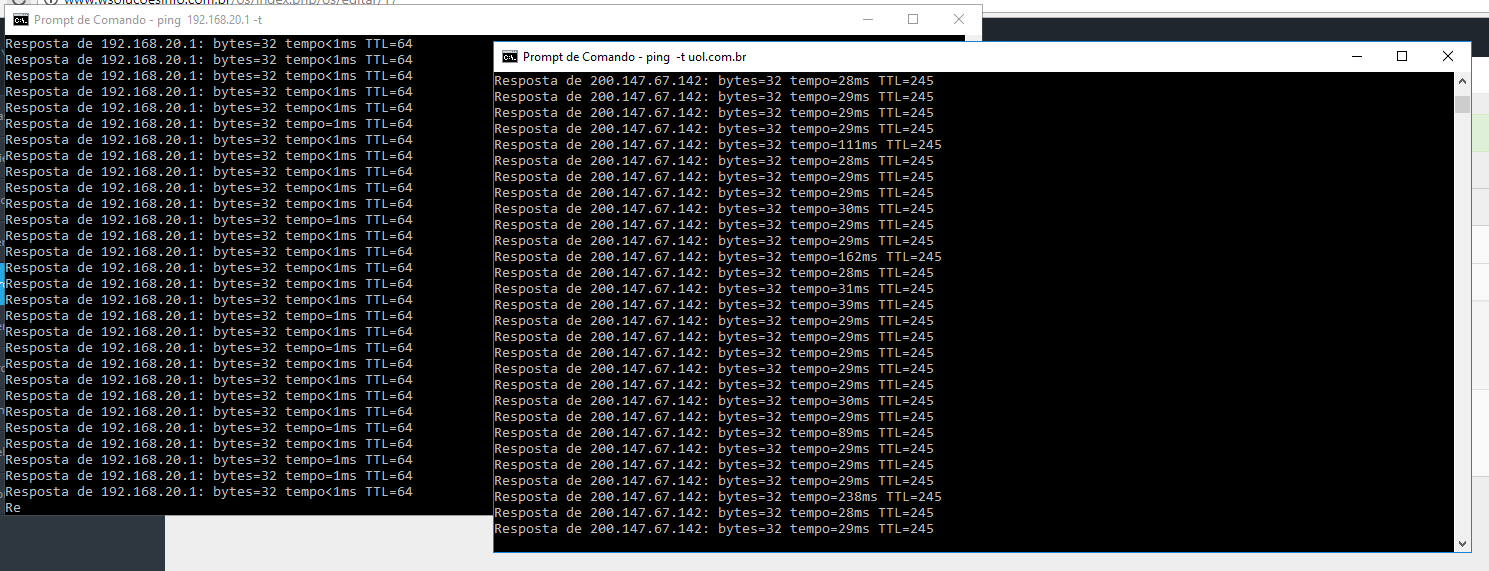 www.wsolucoesinfo.com.br/os/index.php/os/editar/17
Prompt de Comando - ping 192.168.20.1 -t
Resposta de 192.168.20.1: bytes=32 tempo<1ms TTL=64
Resposta de 192.168.20.1: bytes=32 tempo<1ms TTL=64
Resposta de 192.168.20.1: bytes=32 tempo<1ms TTL=64
Resposta de 192.168.20.1: bytes=32 tempo<1ms TTL=64
Resposta de 192.168.20.1: bytes=32 tempo<1ms TTL=64
Resposta de 192.168.20.1: bytes=32 tempo=1ms TTL=64
Resposta de 192.168.20.1: bytes=32 tempo<1ms TTL=64
Resposta de 192.168.20.1: bytes=32 tempo<1ms TTL=64
Resposta de 192.168.20.1: bytes=32 tempo<1ms TTL=64
Resposta de 192.168.20.1: bytes=32 tempo<1ms TTL=64
Resposta de 192.168.20.1: bytes=32 tempo<1ms TTL=64
Resposta de 192.168.20.1: bytes=32 tempo=1ms TTL=64
Resposta de 192.168.20.1: bytes=32 tempo=1ms TTL=64
Resposta de 192.168.20.1: bytes=32 tempo<1ms TTL=64
Resposta de 192.168.20.1: bytes=32 tempo<1ms TTL=64
Resposta de 192.168.20.1: bytes=32 tempo<1ms TTL=64
Resposta de 192.168.20.1: bytes=32 tempo<1ms TTL=64
Resposta de 192.168.20.1: bytes=32 tempo=1ms TTL=64
Resposta de 192.168.20.1: bytes=32 tempo<1ms TTL=64
Resposta de 192.168.20.1: bytes=32 tempo=1ms TTL=64
Resposta de 192.168.20.1: bytes=32 tempo<1ms TTL=64
Resposta de 192.168.20.1: bytes=32 tempo<1ms TTL=64
Resposta de 192.168.20.1: bytes=32 tempo<1ms TTL=64
Resposta de 192.168.20.1: bytes=32 tempo<1ms TTL=64
Resposta de 192.168.20.1: bytes=32 tempo=1ms TTL=64
Resposta de 192.168.20.1: bytes=32 tempo<1ms TTL=64
Resposta de 192.168.20.1: bytes=32 tempo=1ms TTL=64
Resposta de 192.168.20.1: bytes=32 tempo<1ms TTL=64
Resposta de 192.168.20.1: bytes=32 tempo<1ms TTL=64
Re
Prompt de Comando - ping -t uol.com.br
Resposta de 200.147.67.142: bytes=32 tempo=28ms TTL=245
Resposta de 200.147.67.142: bytes=32 tempo=29ms TTL=245
Resposta de 200.147.67.142: bytes=32 tempo=29ms TTL=245
Resposta de 200.147.67.142: bytes=32 tempo=29ms TTL=245
Resposta de 200.147.67.142: bytes=32 tempo=111ms TTL=245
Resposta de 200.147.67.142: bytes=32 tempo=28ms TTL=245
Resposta de 200.147.67.142: bytes=32 tempo=29ms TTL=245
Resposta de 200.147.67.142: bytes=32 tempo=29ms TTL=245
Resposta de 200.147.67.142: bytes=32 tempo=30ms TTL=245
Resposta de 200.147.67.142: bytes=32 tempo=29ms TTL=245
Resposta de 200.147.67.142: bytes=32 tempo=29ms TTL=245
Resposta de 200.147.67.142: bytes=32 tempo=162ms TTL=245
Resposta de 200.147.67.142: bytes=32 tempo=28ms TTL=245
Resposta de 200.147.67.142: bytes=32 tempo=31ms TTL=245
Resposta de 200.147.67.142: bytes=32 tempo=39ms TTL=245
Resposta de 200.147.67.142: bytes=32 tempo=29ms TTL=245
Resposta de 200.147.67.142: bytes=32 tempo=29ms TTL=245
Resposta de 200.147.67.142: bytes=32 tempo=29ms TTL=245
Resposta de 200.147.67.142: bytes=32 tempo=29ms TTL=245
Resposta de 200.147.67.142: bytes=32 tempo=29ms TTL=245
Resposta de 200.147.67.142: bytes=32 tempo=30ms TTL=245
Resposta de 200.147.67.142: bytes=32 tempo=29ms TTL=245
Resposta de 200.147.67.142: bytes=32 tempo=89ms TTL=245
Resposta de 200.147.67.142: bytes=32 tempo=29ms TTL=245
Resposta de 200.147.67.142: bytes=32 tempo=29ms TTL=245
Resposta de 200.147.67.142: bytes=32 tempo=29ms TTL=245
Resposta de 200.147.67.142: bytes=32 tempo=238ms TTL=245
Resposta de 200.147.67.142: bytes=32 tempo=28ms TTL=245
Resposta de 200.147.67.142: bytes=32 tempo=29ms TTL=245